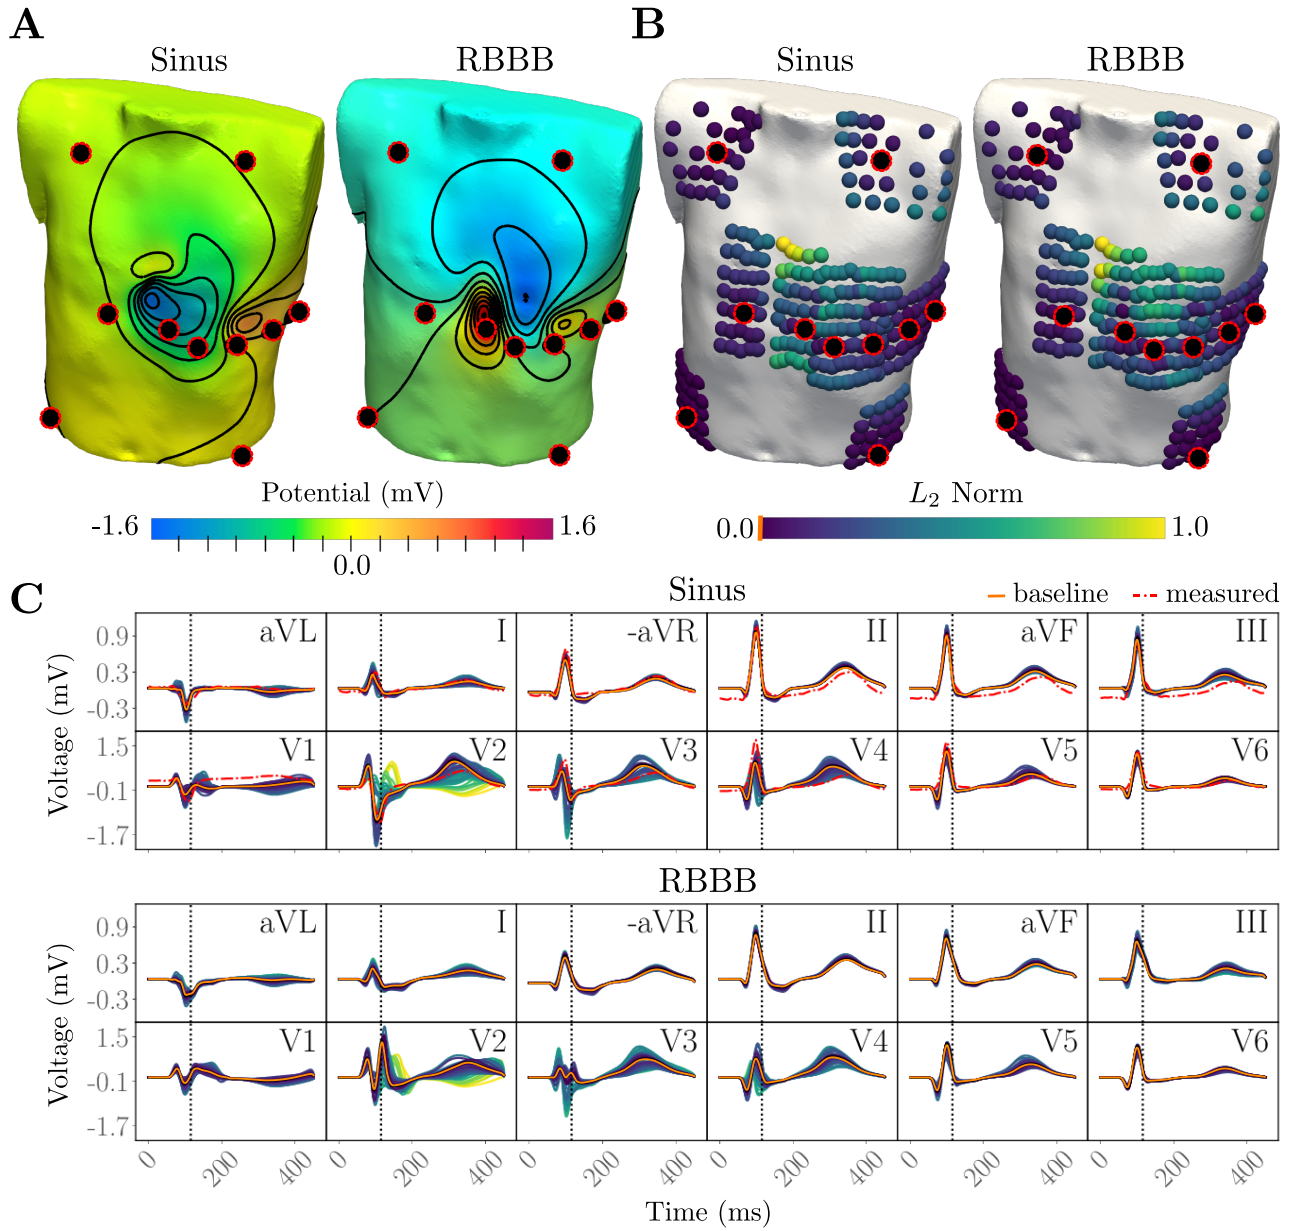 A
B
Sinus
RBBB
Sinus
RBBB
Potential (mV)
-1.6
1.6
0.0
L₂ Norm
0.0
1.0
C
Sinus
baseline
measured
Voltage (mV)
0.9
0.3
-0.3
aVL
I
-aVR
II
aVF
III
1.5
-0.1
-1.7
V1
V2
V3
V4
V5
V6
RBBB
Voltage (mV)
0.9
0.3
-0.3
aVL
I
-aVR
II
aVF
III
1.5
-0.1
-1.7
V1
V2
V3
V4
V5
V6
0
200
400
0
200
400
0
200
400
0
200
400
0
200
400
0
200
400
Time (ms)